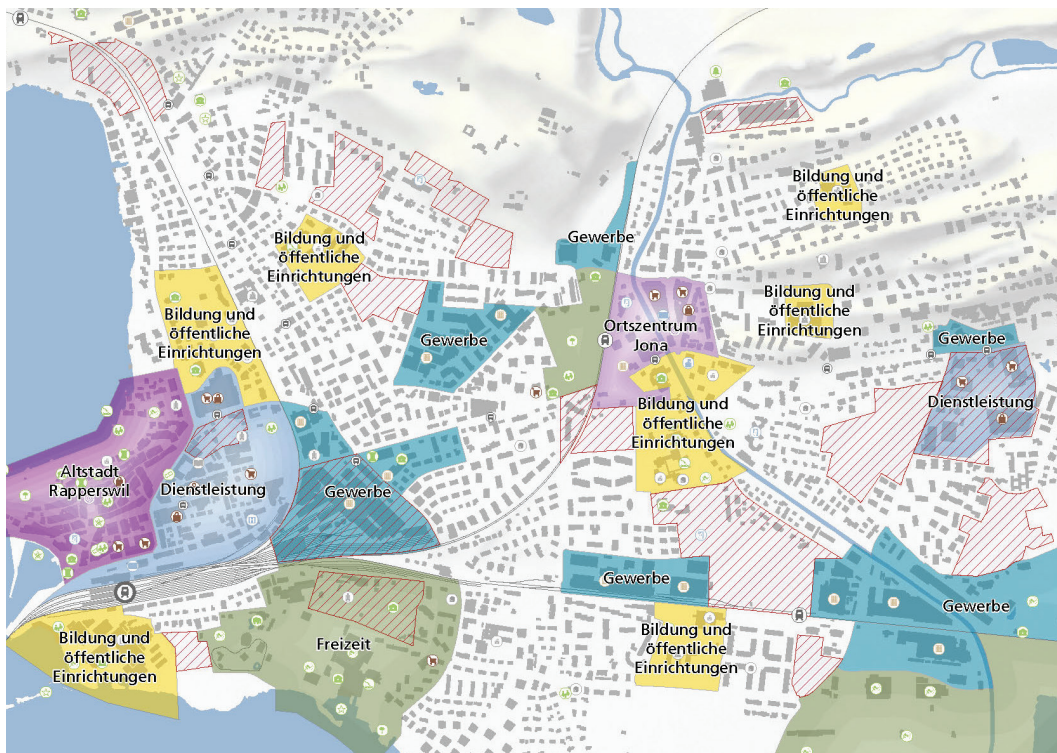 Bildung und
öffentliche
Einrichtungen
Bildung und
öffentliche
Einrichtungen
Gewerbe
Bildung und
öffentliche
Einrichtungen
Bildung und
öffentliche
Einrichtungen
Gewerbe
Ortszentrum
Jona
Gewerbe
Dienstleistung
Bildung und
öffentliche
Einrichtungen
Altstadt
Rapperswil
Dienstleistung
Gewerbe
Gewerbe
Gewerbe
Bildung und
öffentliche
Einrichtungen
Freizeit
Bildung und
öffentliche
Einrichtungen